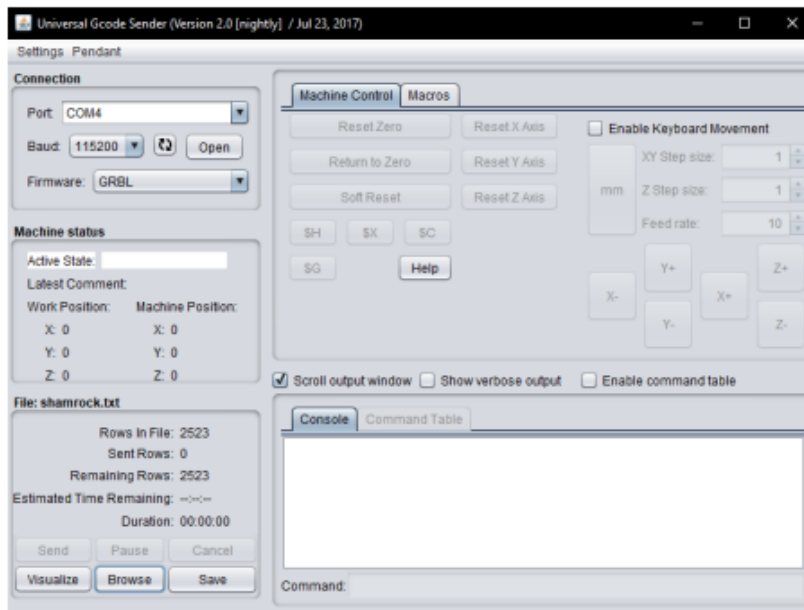 Universal Gcode Sender (Version 2.0 [nightly] / Jul 23, 2017)
Settings Pendant
Connection
Port: COM4
Baud: 115200 Open
Firmware: GRBL
Machine status
Active State:
Latest Comment:
Work Position: Machine Position:
X: 0 X: 0
Y: 0 Y: 0
Z: 0 Z: 0
File: shamrock.txt
Rows In File: 2523
Sent Rows: 0
Remaining Rows: 2523
Estimated Time Remaining: --:--:--
Duration: 00:00:00
Send Pause Cancel
Visualize Browse Save
Machine Control Macros
Reset Zero Reset X Axis
Return to Zero Reset Y Axis
Soft Reset Reset Z Axis
$H $X $C
$G Help
Enable Keyboard Movement
mm
XY Step size: 1
Z Step size: 1
Feed rate: 10
Y+ Z+
X- X+
Y- Z-
Scroll output window Show verbose output Enable command table
Console Command Table
Command: